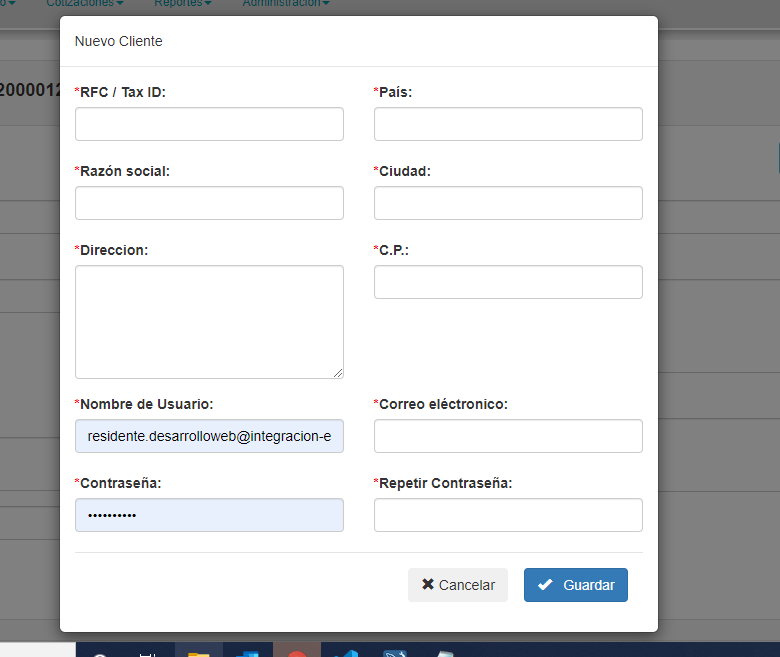 Cotizaciones
Reportes
Administración
2000012
Nuevo Cliente
*RFC / Tax ID:
*País:
*Razón social:
*Ciudad:
*Direccion:
*C.P.:
*Nombre de Usuario:
*Correo eléctronico:
residente.desarrolloweb@integracion-e
*Contraseña:
*Repetir Contraseña:
••••••••••
Cancelar
Guardar